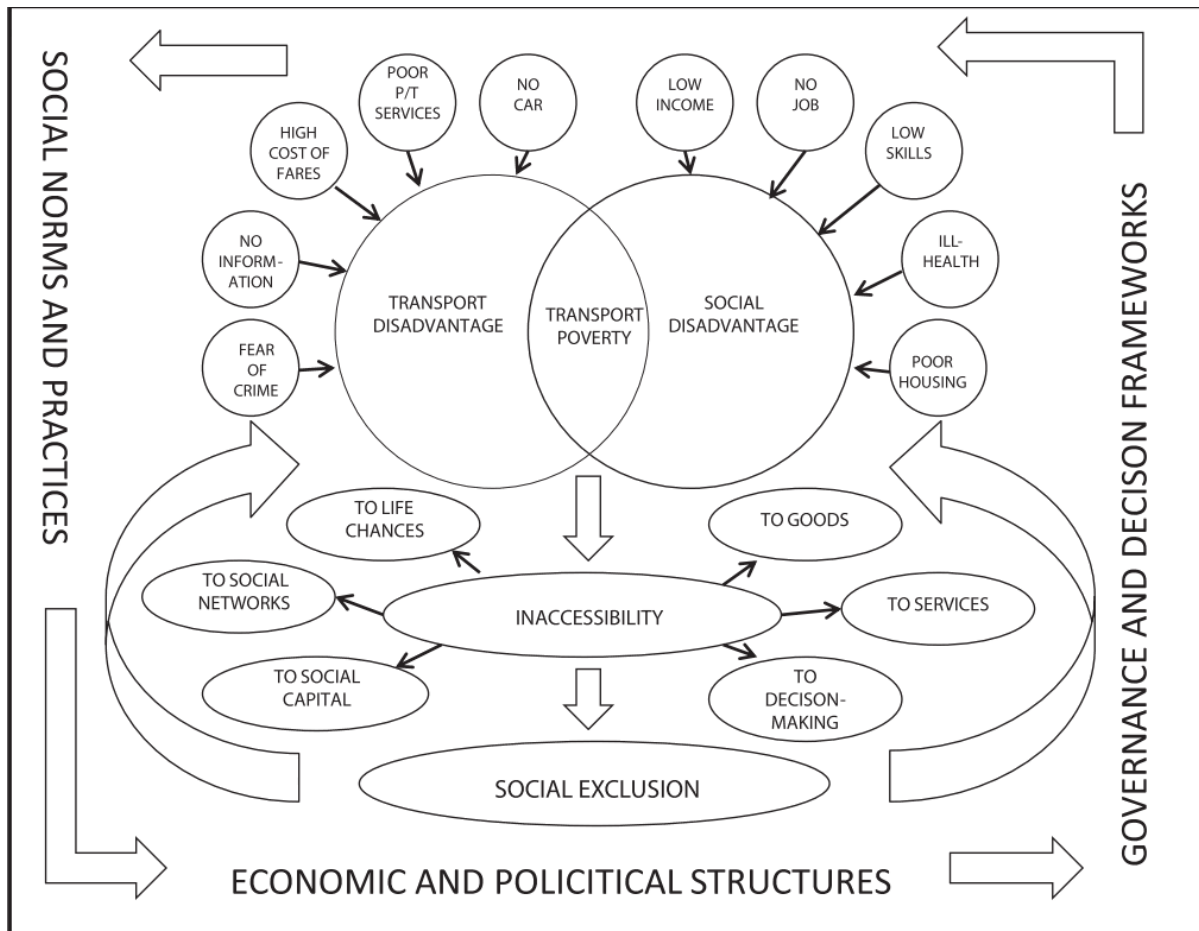 SOCIAL NORMS AND PRACTICES
POOR
P/T
SERVICES
NO
CAR
LOW
INCOME
NO
JOB
HIGH
COST OF
FARES
LOW
SKILLS
NO
INFORM-
ATION
ILL-
HEALTH
TRANSPORT
DISADVANTAGE
TRANSPORT
POVERTY
SOCIAL
DISADVANTAGE
FEAR
OF
CRIME
POOR
HOUSING
GOVERNANCE AND DECISON FRAMEWORKS
TO LIFE
CHANCES
TO GOODS
TO SOCIAL
NETWORKS
INACCESSIBILITY
TO SERVICES
TO SOCIAL
CAPITAL
TO
DECISON-
MAKING
SOCIAL EXCLUSION
ECONOMIC AND POLICITICAL STRUCTURES